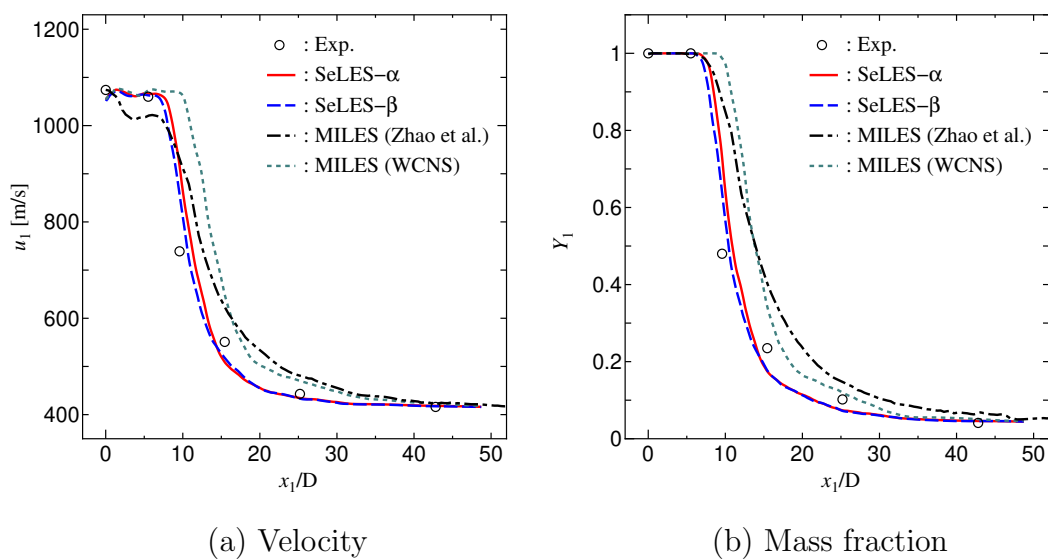 1200
1000
800
600
400
u₁ [m/s]
: Exp.
: SeLES−α
: SeLES−β
: MILES (Zhao et al.)
: MILES (WCNS)
0 10 20 30 40 50
x₁/D
(a) Velocity
1
0.8
0.6
0.4
0.2
0
Y₁
: Exp.
: SeLES−α
: SeLES−β
: MILES (Zhao et al.)
: MILES (WCNS)
0 10 20 30 40 50
x₁/D
(b) Mass fraction